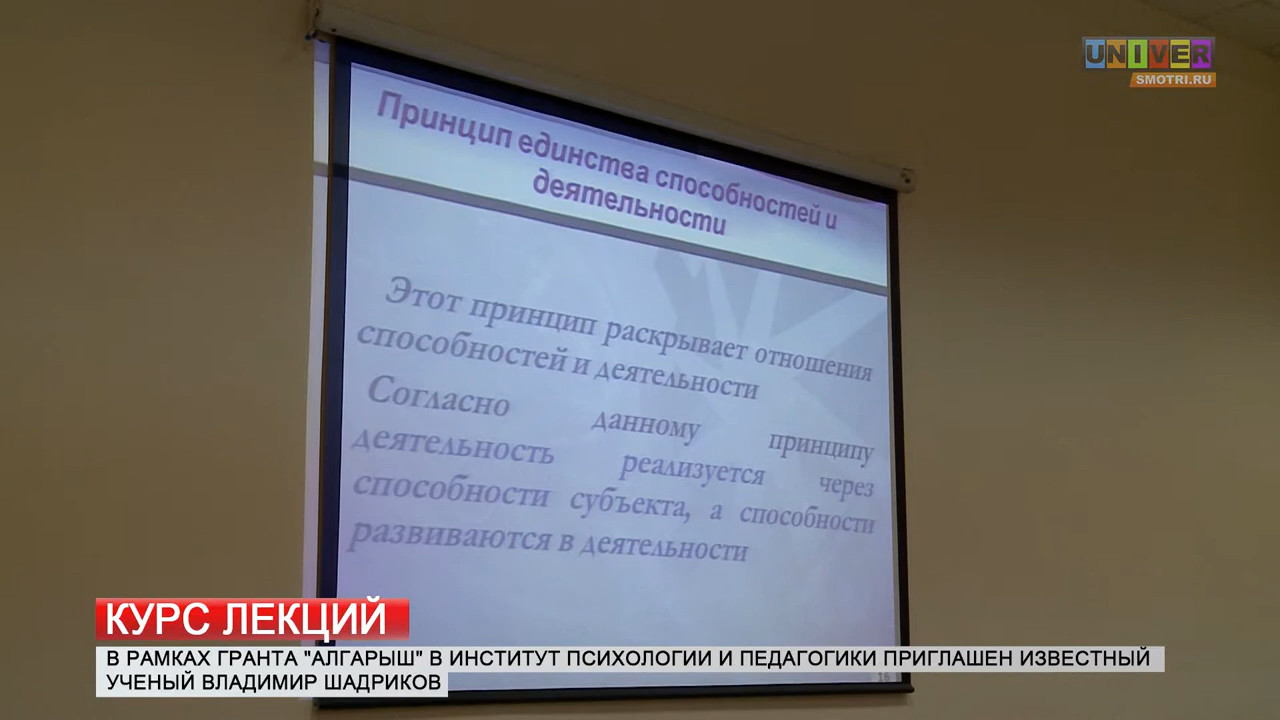 UNIVER
SMOTRI.RU
Принцип единства способностей и
деятельности
Этот принцип раскрывает отношения
способностей и деятельности
Согласно данному принципу
деятельность реализуется через
способности субъекта, а способности
развиваются в деятельности
16
КУРС ЛЕКЦИЙ
В РАМКАХ ГРАНТА "АЛГАРЫШ" В ИНСТИТУТ ПСИХОЛОГИИ И ПЕДАГОГИКИ ПРИГЛАШЕН ИЗВЕСТНЫЙ
УЧЕНЫЙ ВЛАДИМИР ШАДРИКОВ